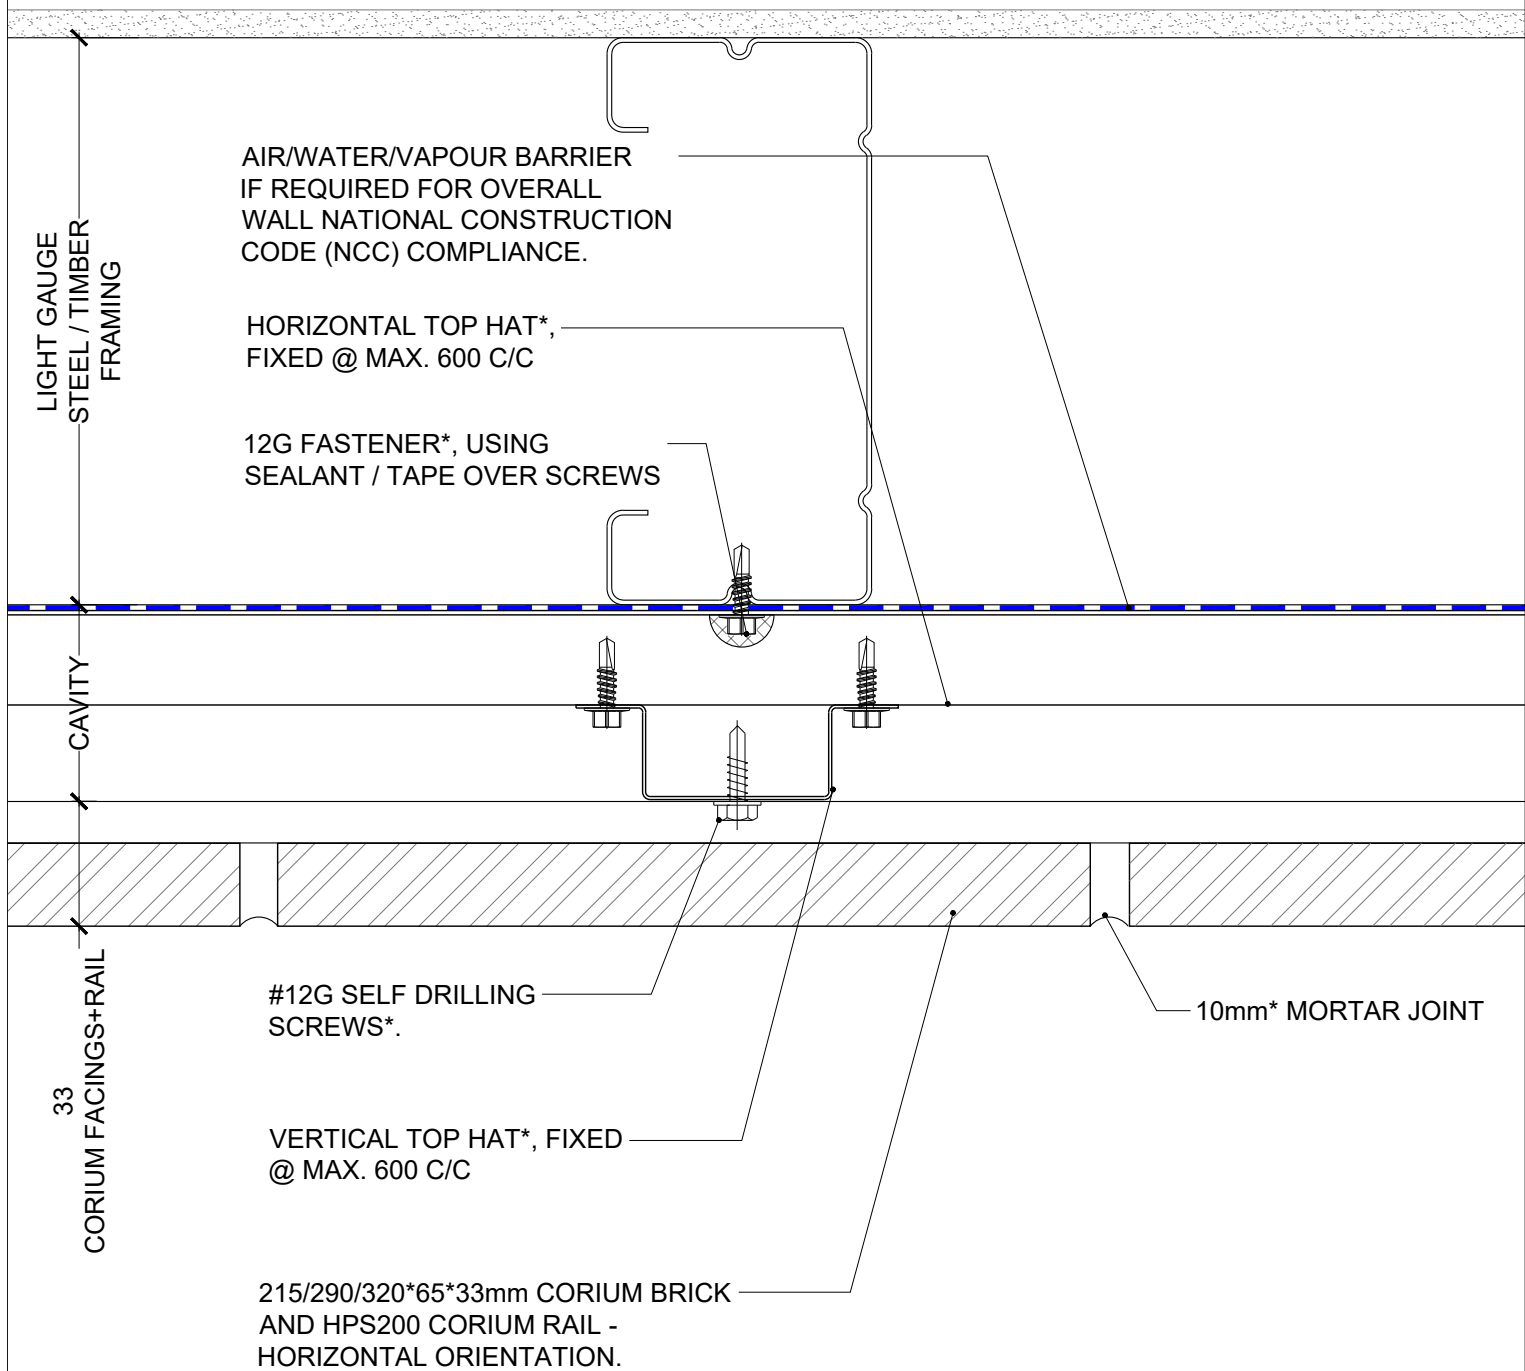 AIR/WATER/VAPOUR BARRIER
IF REQUIRED FOR OVERALL
WALL NATIONAL CONSTRUCTION
CODE (NCC) COMPLIANCE.
LIGHT GAUGE
STEEL / TIMBER
FRAMING
HORIZONTAL TOP HAT*,
FIXED @ MAX. 600 C/C
12G FASTENER*, USING
SEALANT / TAPE OVER SCREWS
CAVITY
33
CORIUM FACINGS+RAIL
#12G SELF DRILLING
SCREWS*.
10mm* MORTAR JOINT
VERTICAL TOP HAT*, FIXED
@ MAX. 600 C/C
215/290/320*65*33mm CORIUM BRICK
AND HPS200 CORIUM RAIL -
HORIZONTAL ORIENTATION.